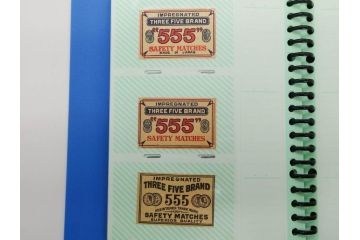 IMPREGNATED
THREE FIVE BRAND
"555"
SAFETY MATCHES
MADE IN JAPAN
IMPREGNATED
THREE FIVE BRAND
"555"
SAFETY MATCHES
IMPREGNATED
THREE FIVE BRAND
555
SAFETY MATCHES
SUPERIOR QUALITY